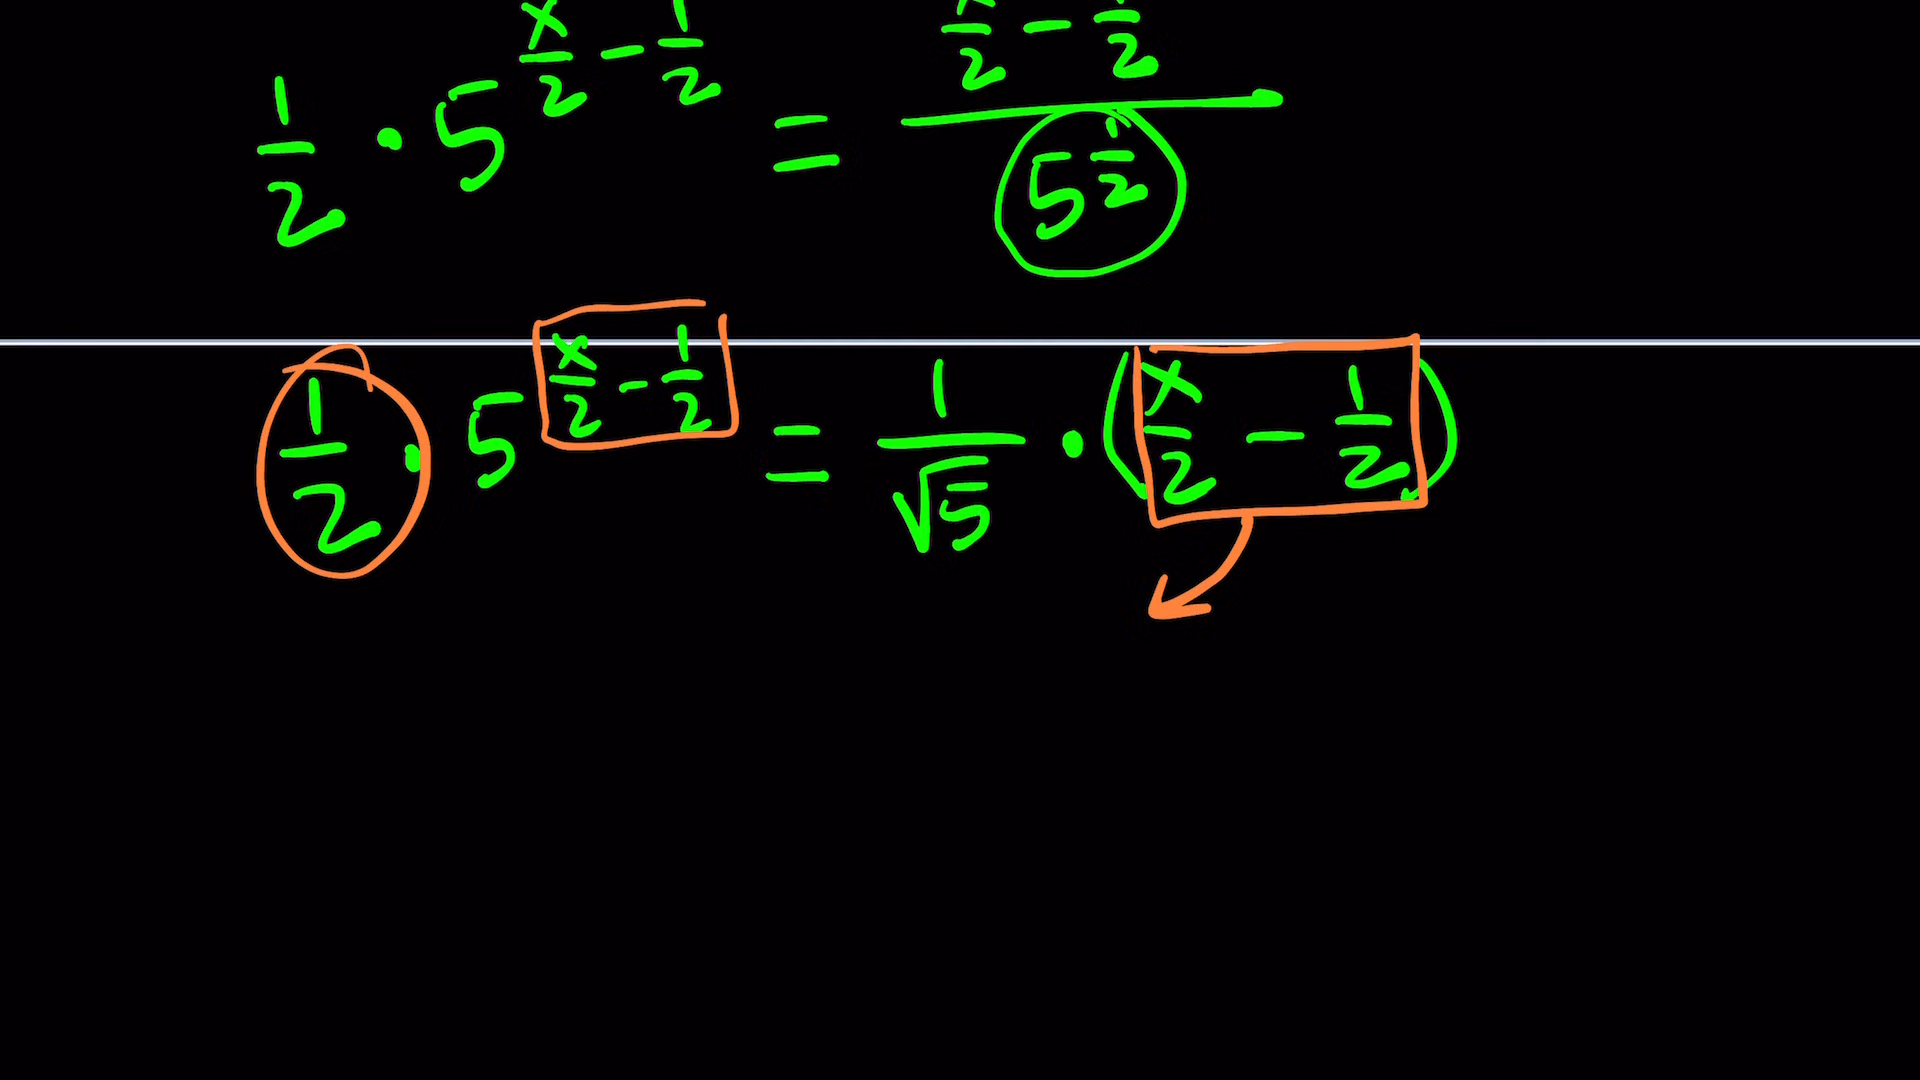 1/2 · 5^(x/2 − 1/2) = (x/2 − 1/2)/5^(1/2)
1/2 · 5^(x/2 − 1/2) = 1/√5 · (x/2 − 1/2)